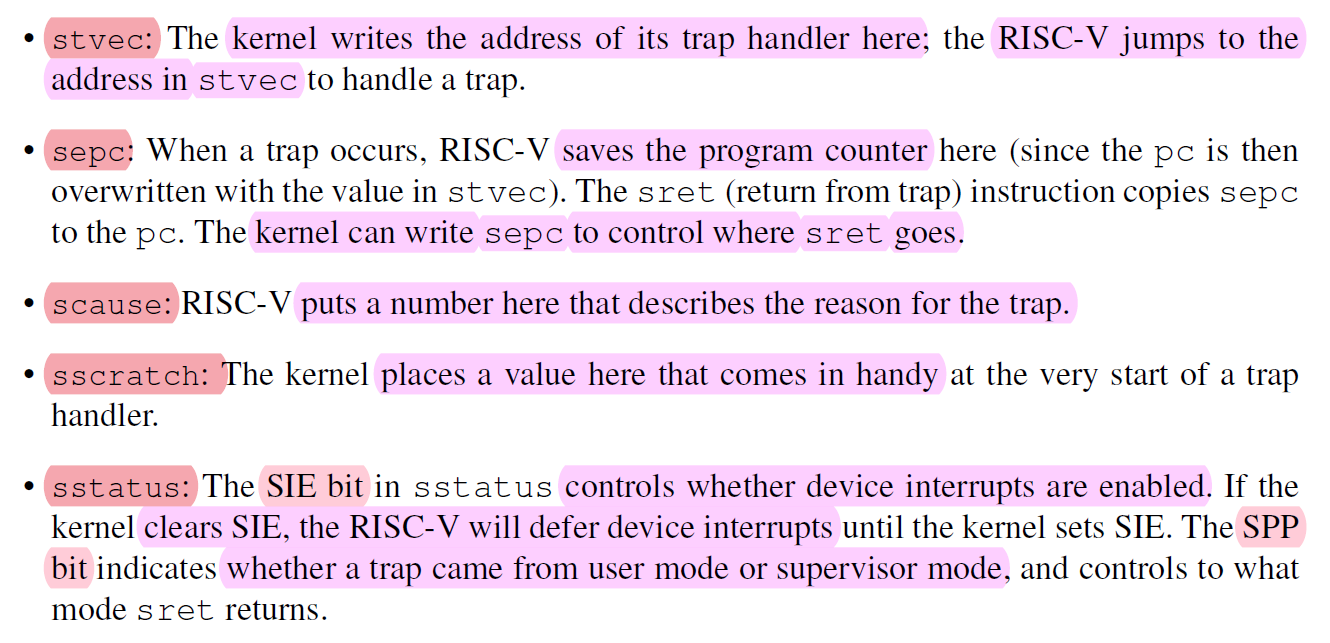 • stvec: The kernel writes the address of its trap handler here; the RISC-V jumps to the
address in stvec to handle a trap.
• sepc: When a trap occurs, RISC-V saves the program counter here (since the pc is then
overwritten with the value in stvec). The sret (return from trap) instruction copies sepc
to the pc. The kernel can write sepc to control where sret goes.
• scause: RISC-V puts a number here that describes the reason for the trap.
• sscratch: The kernel places a value here that comes in handy at the very start of a trap
handler.
• sstatus: The SIE bit in sstatus controls whether device interrupts are enabled. If the
kernel clears SIE, the RISC-V will defer device interrupts until the kernel sets SIE. The SPP
bit indicates whether a trap came from user mode or supervisor mode, and controls to what
mode sret returns.